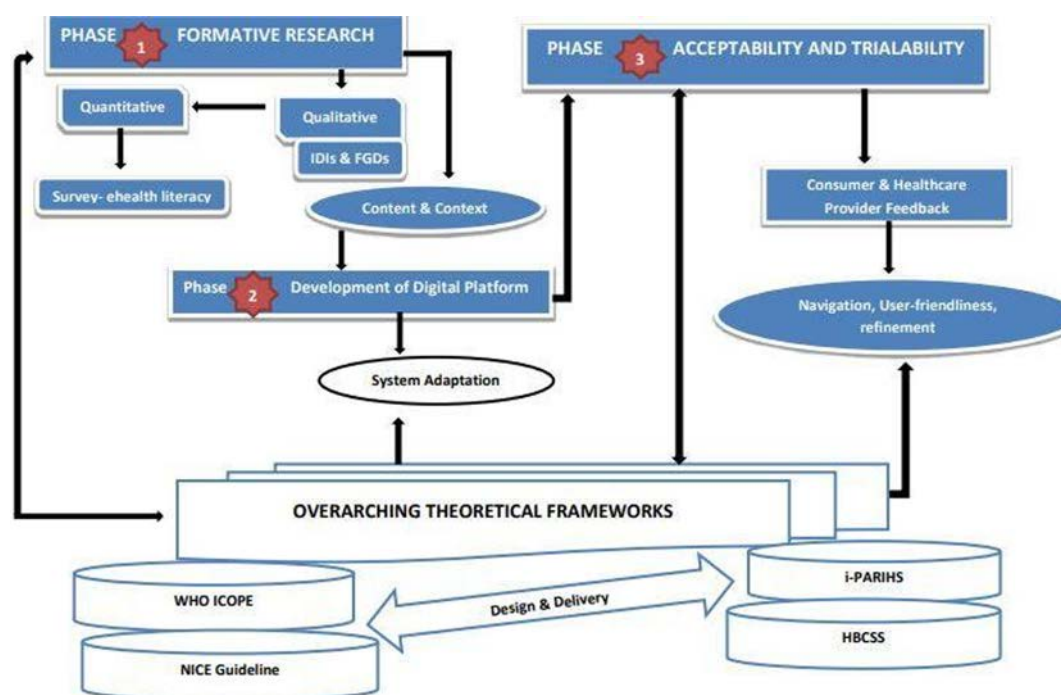 PHASE 1 FORMATIVE RESEARCH
PHASE 3 ACCEPTABILITY AND TRIALABILITY
Quantitative
Qualitative
IDIs & FGDs
Survey- ehealth literacy
Content & Context
Consumer & Healthcare
Provider Feedback
Phase 2 Development of Digital Platform
Navigation, User-friendliness,
refinement
System Adaptation
OVERARCHING THEORETICAL FRAMEWORKS
WHO ICOPE
NICE Guideline
Design & Delivery
i-PARIHS
HBCSS